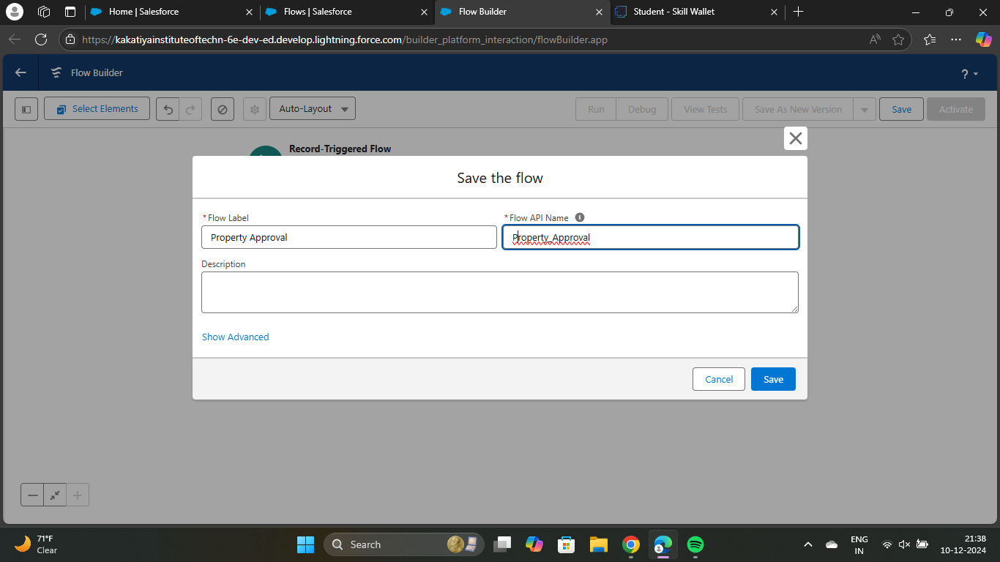 Home | Salesforce
Flows | Salesforce
Flow Builder
Student - Skill Wallet
https://kakatiyainstituteoftechn-6e-dev-ed.develop.lightning.force.com/builder_platform_interaction/flowBuilder.app
Flow Builder
?
Select Elements
Auto-Layout
Run
Debug
View Tests
Save As New Version
Save
Activate
Record-Triggered Flow
Save the flow
* Flow Label
* Flow API Name
Property Approval
Property_Approval
Description
Show Advanced
Cancel
Save
71°F
Clear
Search
ENG
IN
21:38
10-12-2024